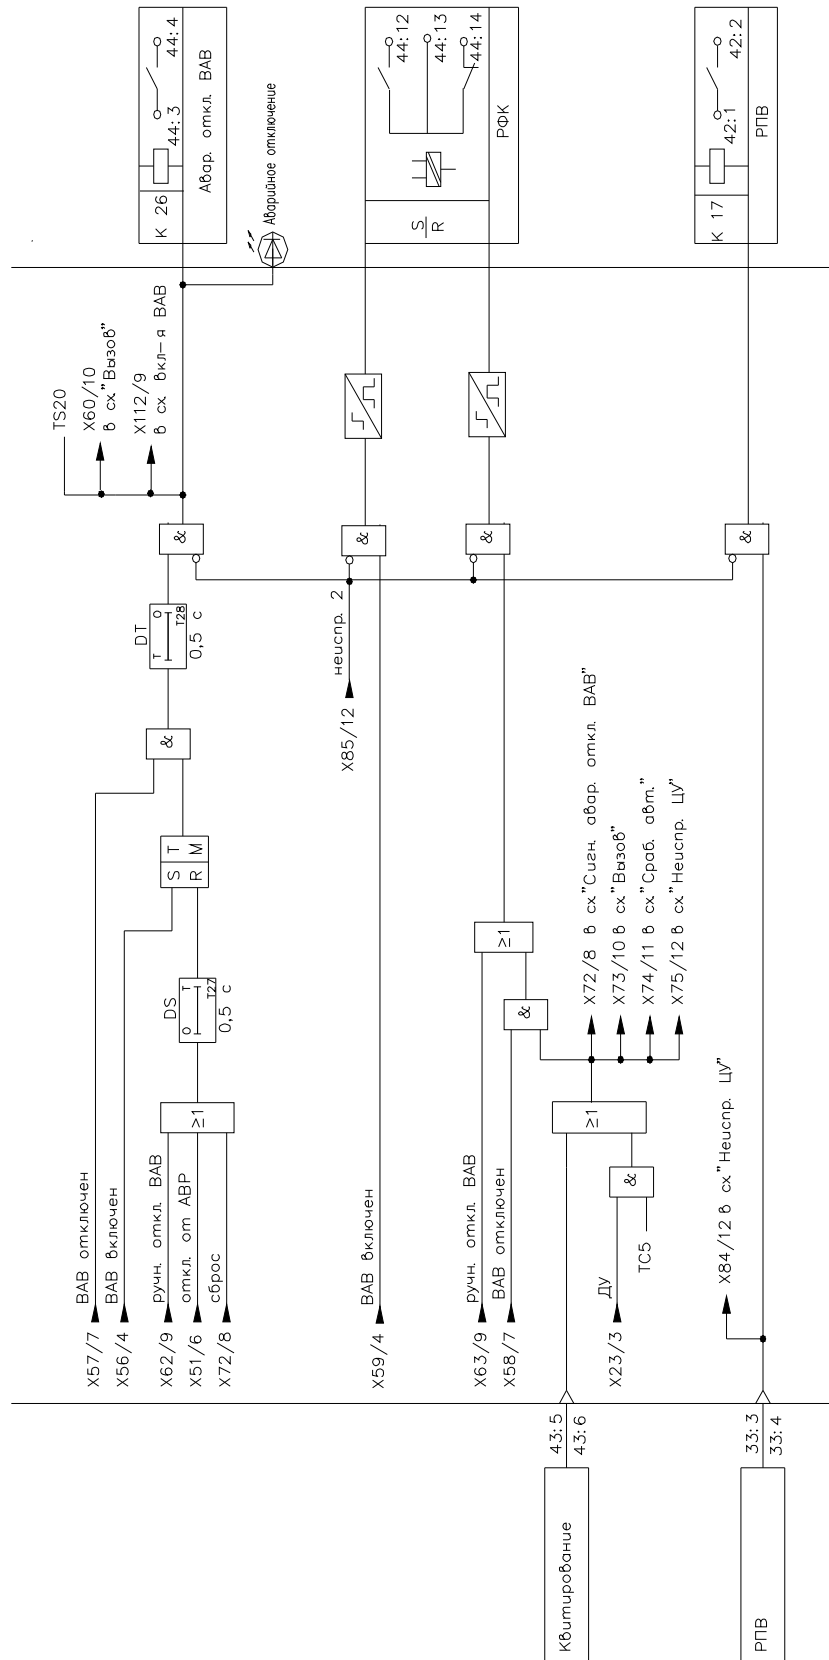 44:4
44:3
K 26
Авар. откл. ВАВ
Аварийное отключение
44:12
44:13
44:14
S
R
РФК
42:2
42:1
K 17
РПВ
TS20
X60/10
в сх."Вызов"
X112/9
в сх. вкл-я ВАВ
&
&
&
&
DT
T O
T28
0,5 с
неиспр. 2
X85/12
&
S T
R M
DS
O T
T27
0,5 с
≥1
≥1
&
≥1
&
TC5
X72/8 в сх."Сигн. авар. откл. ВАВ"
X73/10 в сх."Вызов"
X74/11 в сх."Сраб. авт."
X75/12 в сх."Неиспр. ЦУ"
X84/12 в сх."Неиспр. ЦУ"
X57/7 ВАВ отключен
X56/4 ВАВ включен
X62/9 ручн. откл. ВАВ
X51/6 откл. от АВР
X72/8 сброс
X59/4 ВАВ включен
X63/9 ручн. откл. ВАВ
X58/7 ВАВ отключен
X23/3 ДУ
43:5
43:6
33:3
33:4
Квитирование
РПВ